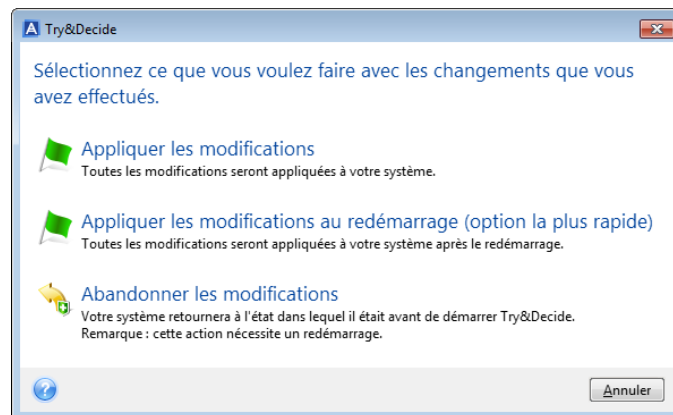 Try&Decide
Sélectionnez ce que vous voulez faire avec les changements que vous
avez effectués.
Appliquer les modifications
Toutes les modifications seront appliquées à votre système.
Appliquer les modifications au redémarrage (option la plus rapide)
Toutes les modifications seront appliquées à votre système après le redémarrage.
Abandonner les modifications
Votre système retournera à l'état dans lequel il était avant de démarrer Try&Decide.
Remarque : cette action nécessite un redémarrage.
Annuler